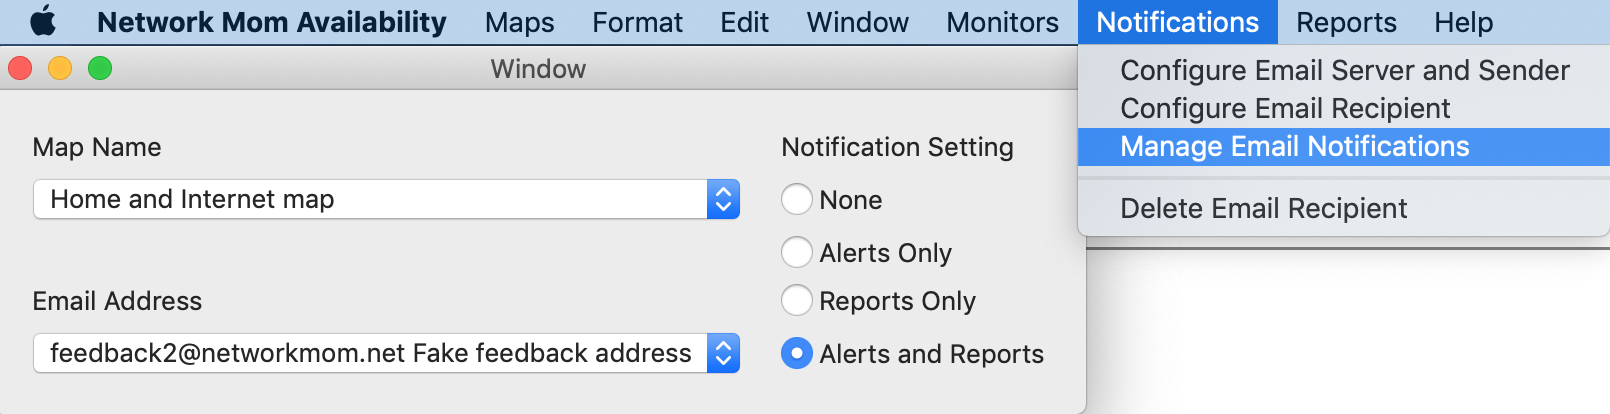 Network Mom Availability Maps Format Edit Window Monitors Notifications Reports Help
Window
Configure Email Server and Sender
Configure Email Recipient
Manage Email Notifications
Delete Email Recipient
Map Name
Home and Internet map
Email Address
feedback2@networkmom.net Fake feedback address
Notification Setting
None
Alerts Only
Reports Only
Alerts and Reports